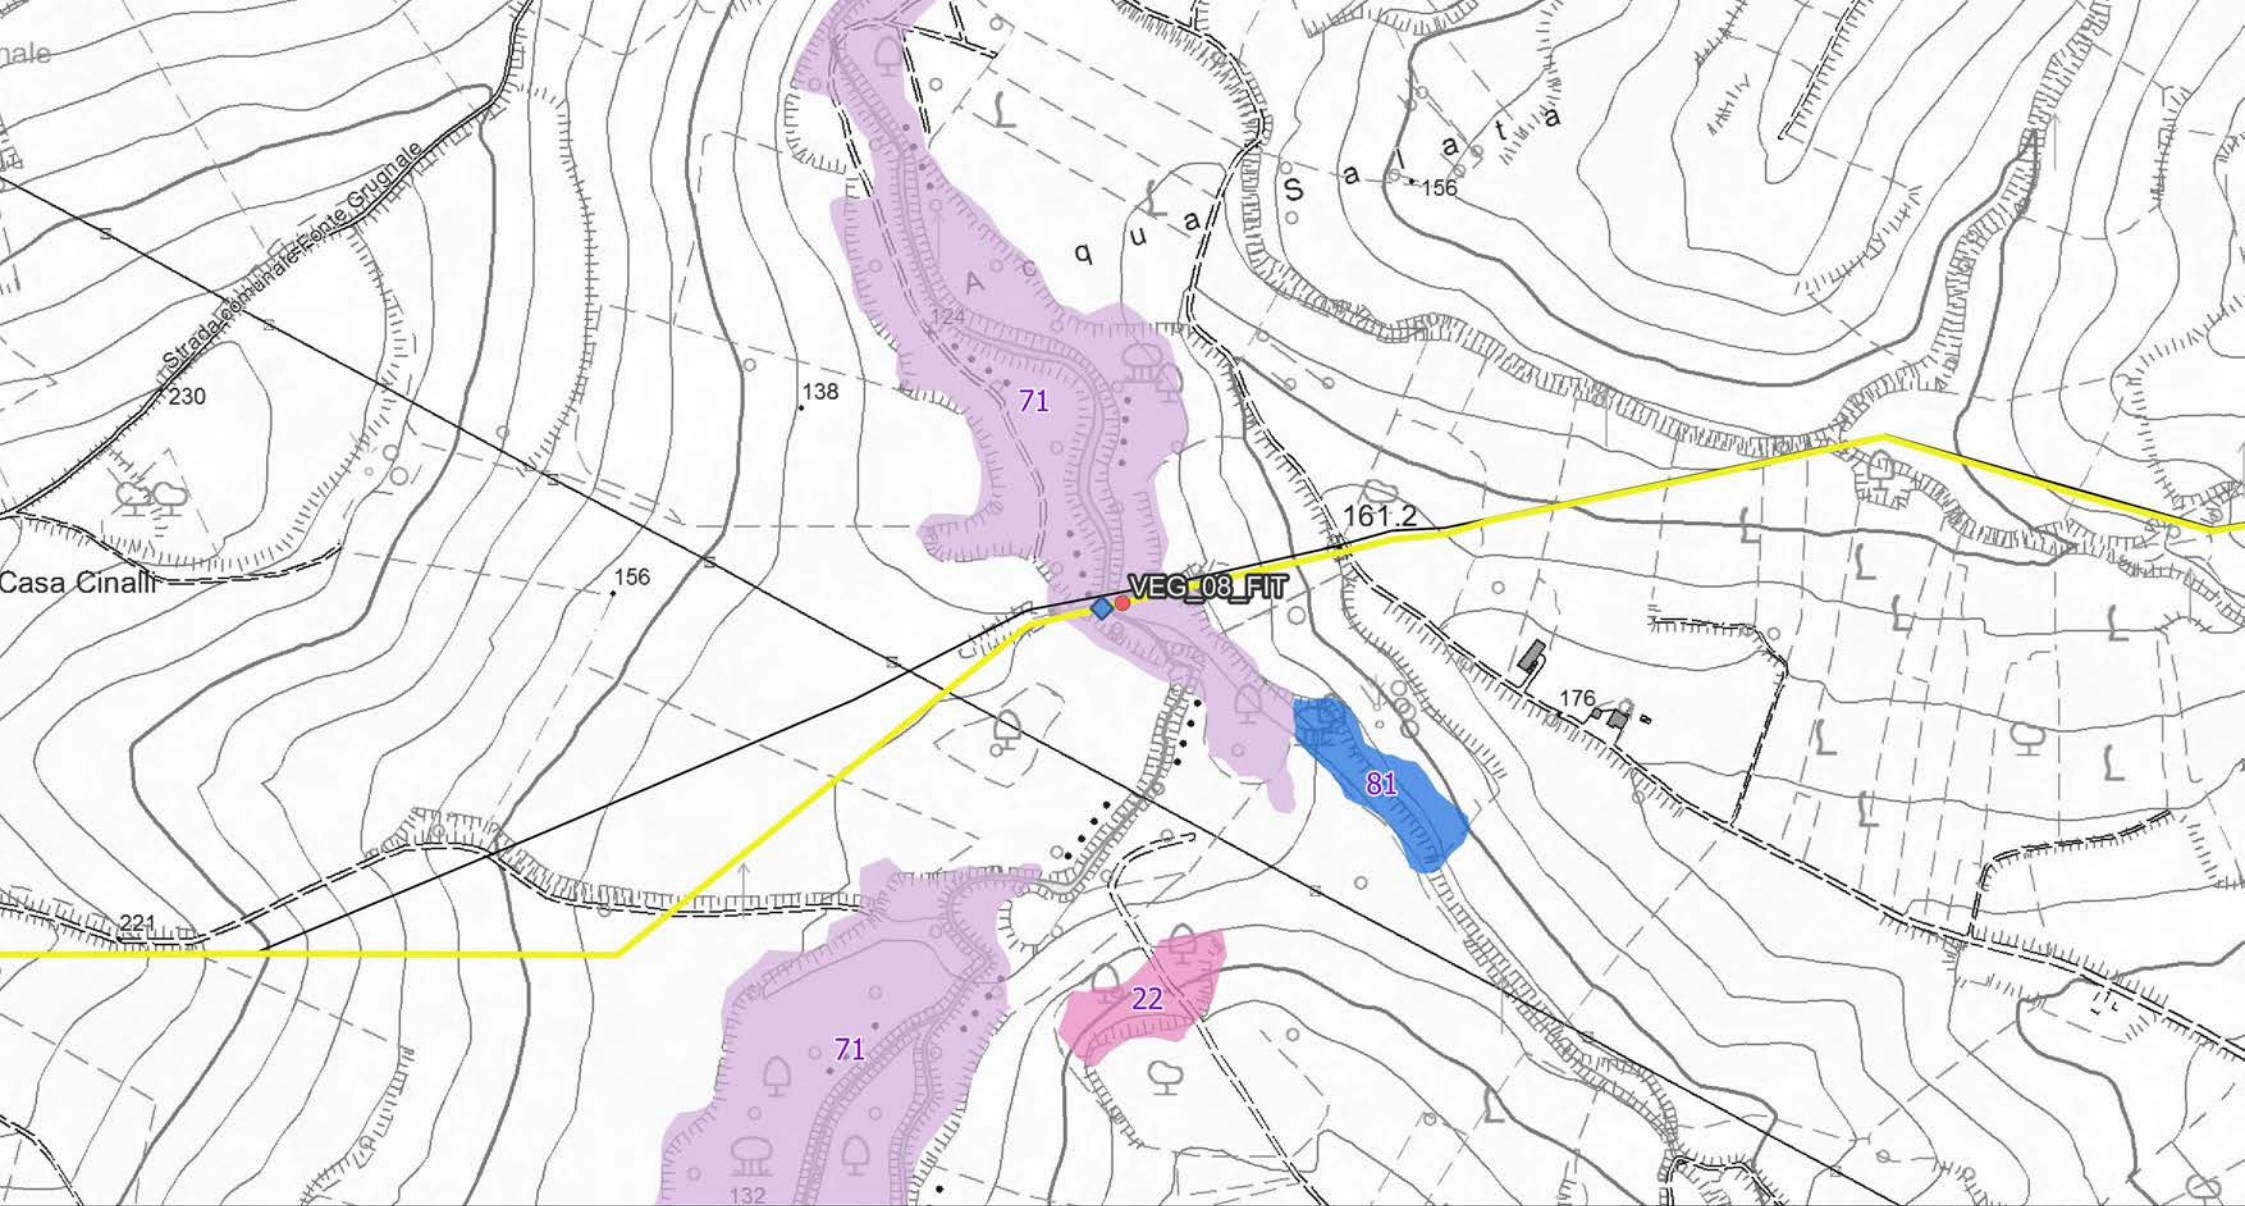 nale
Strada comunale Fonte Grugnale
230
138
156
Casa Cinalli
221
A c q u a S a l a t a
124
156
71
161.2
VEG_08_FIT
176
81
22
71
132